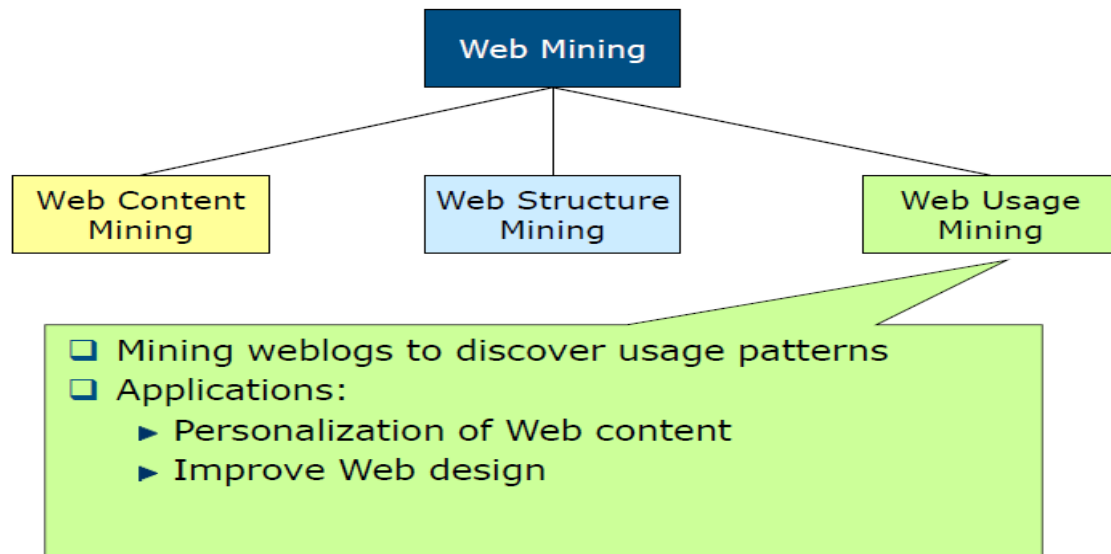 Web Mining
Web Content
Mining
Web Structure
Mining
Web Usage
Mining
❑ Mining weblogs to discover usage patterns
❑ Applications:
► Personalization of Web content
► Improve Web design